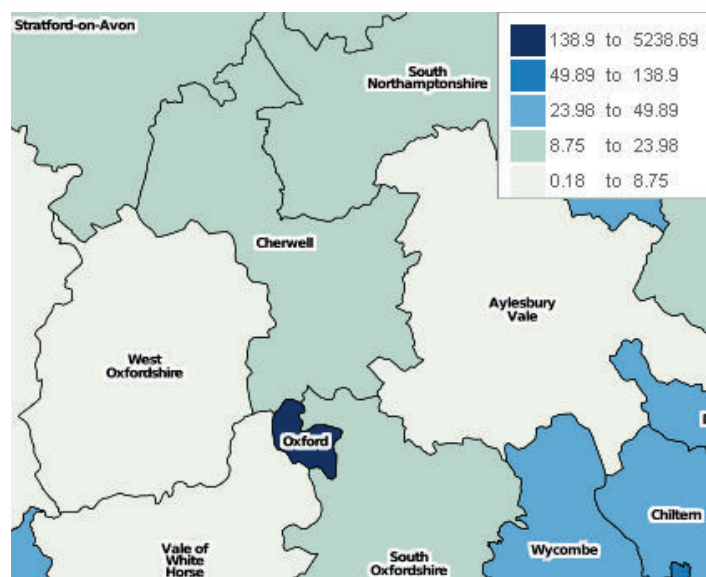 Stratford-on-Avon
South
Northamptonshire
138.9 to 5238.69
49.89 to 138.9
23.98 to 49.89
8.75 to 23.98
0.18 to 8.75
Cherwell
Aylesbury
Vale
West
Oxfordshire
Oxford
Chiltern
Vale of
White
Horse
South
Oxfordshire
Wycombe